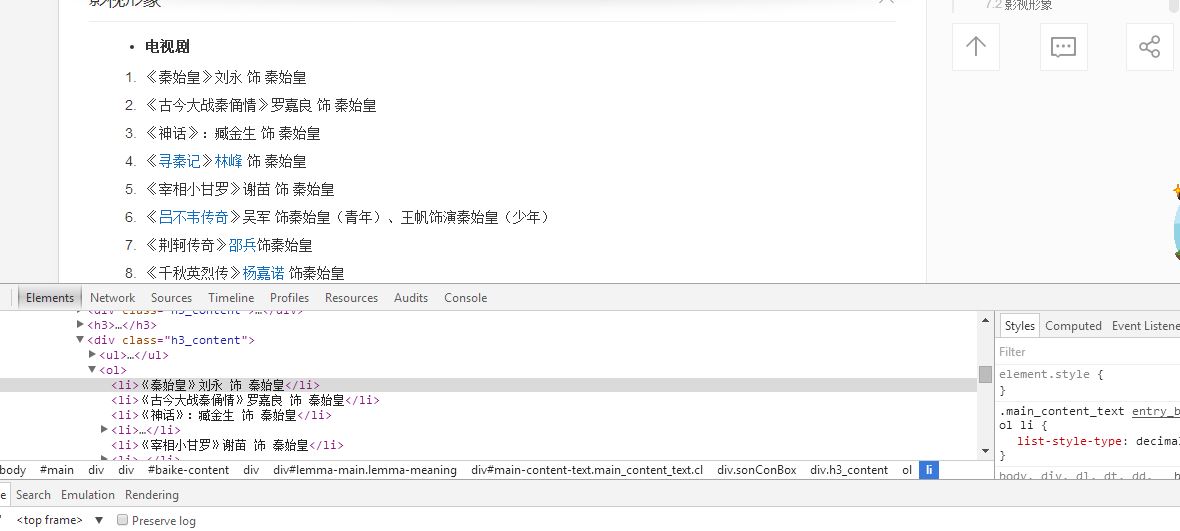 影视形象
7.2 影视形象
• 电视剧
1. 《秦始皇》刘永 饰 秦始皇
2. 《古今大战秦俑情》罗嘉良 饰 秦始皇
3. 《神话》：臧金生 饰 秦始皇
4. 《寻秦记》林峰 饰 秦始皇
5. 《宰相小甘罗》谢苗 饰 秦始皇
6. 《吕不韦传奇》吴军 饰秦始皇（青年）、王帆饰演秦始皇（少年）
7. 《荆轲传奇》邵兵饰秦始皇
8. 《千秋英烈传》杨嘉诺 饰秦始皇
Elements Network Sources Timeline Profiles Resources Audits Console
<div class="h3_content">…</div>
<h3>…</h3>
<div class="h3_content">
<ul>…</ul>
<ol>
<li>《秦始皇》刘永 饰 秦始皇</li>
<li>《古今大战秦俑情》罗嘉良 饰 秦始皇</li>
<li>《神话》：臧金生 饰 秦始皇</li>
<li>…</li>
<li>《宰相小甘罗》谢苗 饰 秦始皇</li>
<li>…</li>
Styles Computed Event Listene
Filter
element.style {
}
.main_content_text entry_b
ol li {
list-style-type: decima
}
body, div, dl, dt, dd,
body #main div div #baike-content div div#lemma-main.lemma-meaning div#main-content-text.main_content_text.cl div.sonConBox div.h3_content ol li
e Search Emulation Rendering
<top frame> ▼ Preserve log